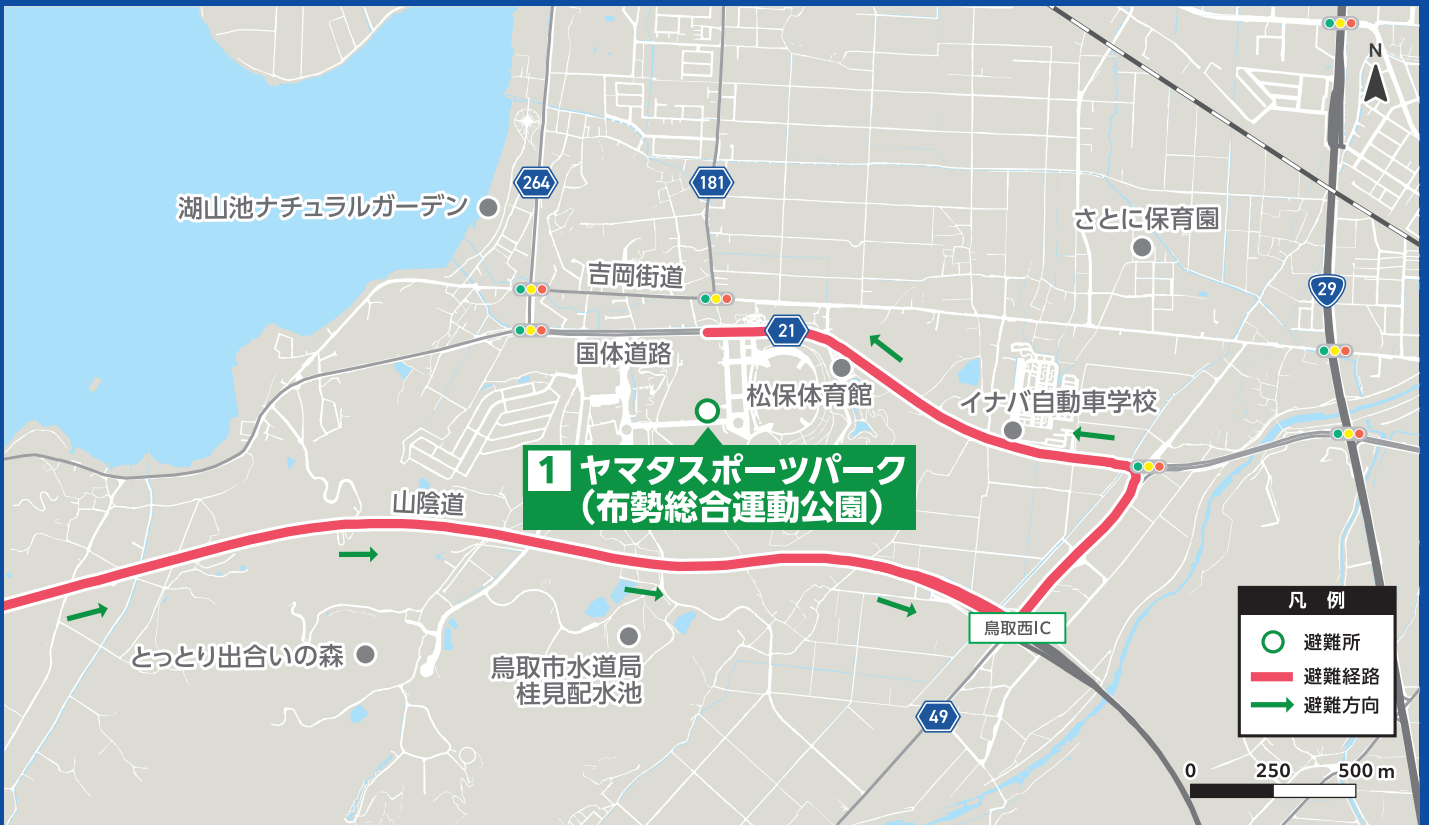 N
264
181
湖山池ナチュラルガーデン
さとに保育園
吉岡街道
29
21
国体道路
松保体育館
イナバ自動車学校
1 ヤマタスポーツパーク
（布勢総合運動公園）
山陰道
凡 例
避難所
避難経路
避難方向
鳥取西IC
とっとり出合いの森
鳥取市水道局
桂見配水池
49
0 250 500 m